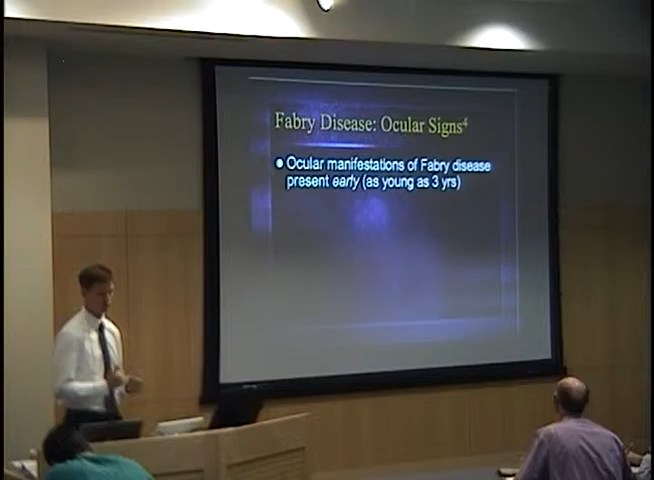 Fabry Disease: Ocular Signs⁴
● Ocular manifestations of Fabry disease
present early (as young as 3 yrs)